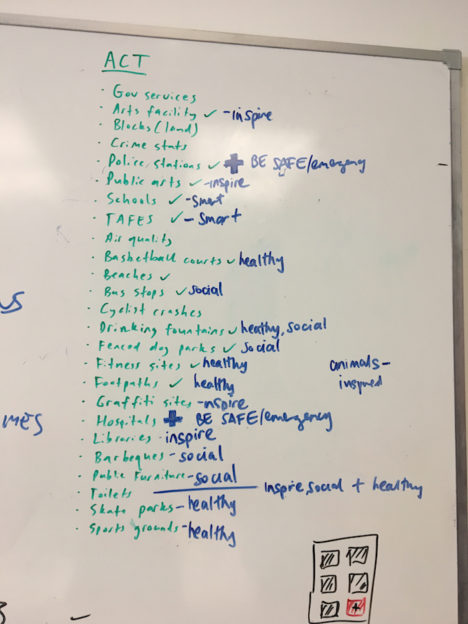 ACT
· Gov services
· Arts facility ✓ - inspire
· Blocks (land)
· Crime stats
· Police stations ✓ + BE SAFE/emergency
· Public arts ✓ - inspire
· Schools ✓ - smart
· TAFES ✓ - smart
· Air quality
· Basketball courts ✓ healthy
· Beaches ✓
· Bus stops ✓ social
· Cyclist crashes
· Drinking fountains ✓ healthy, social
· Fenced dog parks ✓ social
· Fitness sites ✓ healthy
animals -
inspired
· Footpaths ✓ healthy
· Graffiti sites - inspire
· Hospitals + BE SAFE/emergency
· Libraries - inspire
· Barbeques - social
· Public Furniture - social
· Toilets inspire, social + healthy
· Skate parks - healthy
· Sports grounds - healthy